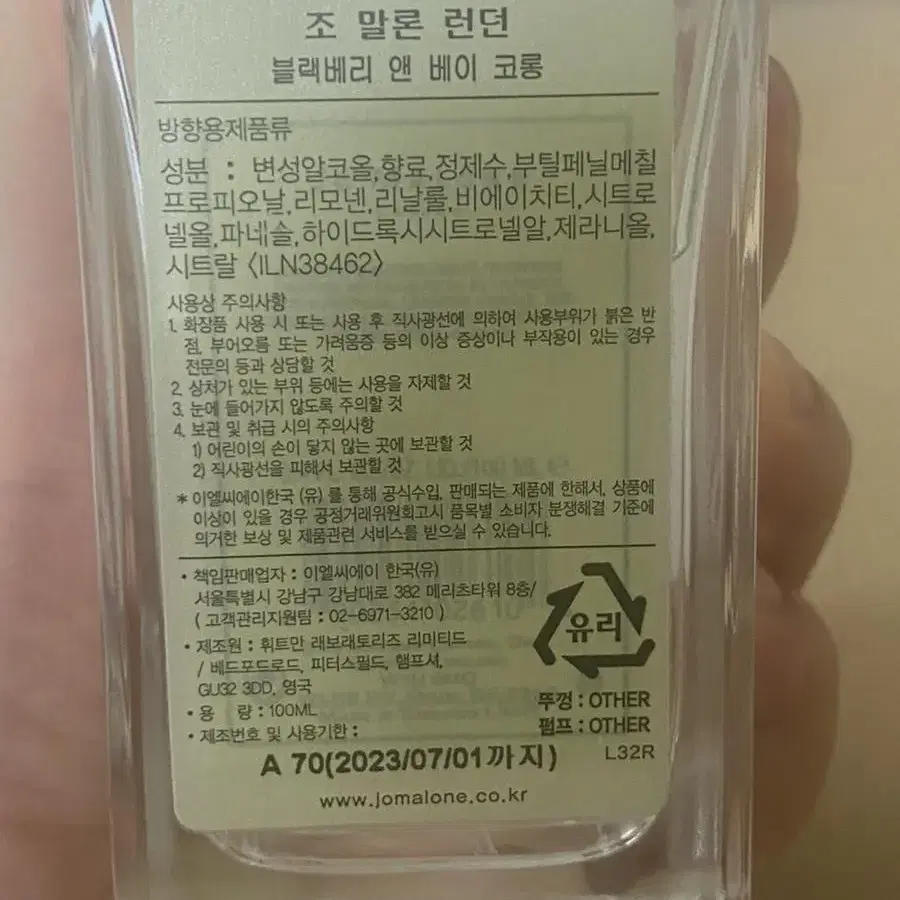 조 말론 런던
블랙베리 앤 베이 코롱
방향용제품류
성분 : 변성알코올,향료,정제수,부틸페닐메칠
프로피오날,리모넨,리날룰,비에이치티,시트로
넬올,파네솔,하이드록시시트로넬알,제라니올,
시트랄 <ILN38462>
사용상 주의사항
1. 화장품 사용 시 또는 사용 후 직사광선에 의하여 사용부위가 붉은 반
점, 부어오름 또는 가려움증 등의 이상 증상이나 부작용이 있는 경우
전문의 등과 상담할 것
2. 상처가 있는 부위 등에는 사용을 자제할 것
3. 눈에 들어가지 않도록 주의할 것
4. 보관 및 취급 시의 주의사항
1) 어린이의 손이 닿지 않는 곳에 보관할 것
2) 직사광선을 피해서 보관할 것
* 이엘씨에이한국 (유) 를 통해 공식수입, 판매되는 제품에 한해서, 상품에
이상이 있을 경우 공정거래위원회고시 품목별 소비자 분쟁해결 기준에
의거한 보상 및 제품관련 서비스를 받으실 수 있습니다.
• 책임판매업자 : 이엘씨에이 한국(유)
서울특별시 강남구 강남대로 382 메리츠타워 8층/
( 고객관리지원팀 : 02-6971-3210 )
• 제조원 : 휘트만 래보래토리즈 리미티드
/ 베드포드로드, 피터스필드, 햄프셔,
GU32 3DD, 영국
• 용 량 : 100ML
• 제조번호 및 사용기한 :
유리
뚜껑 : OTHER
펌프 : OTHER
A 70(2023/07/01까지)
L32R
www.jomalone.co.kr